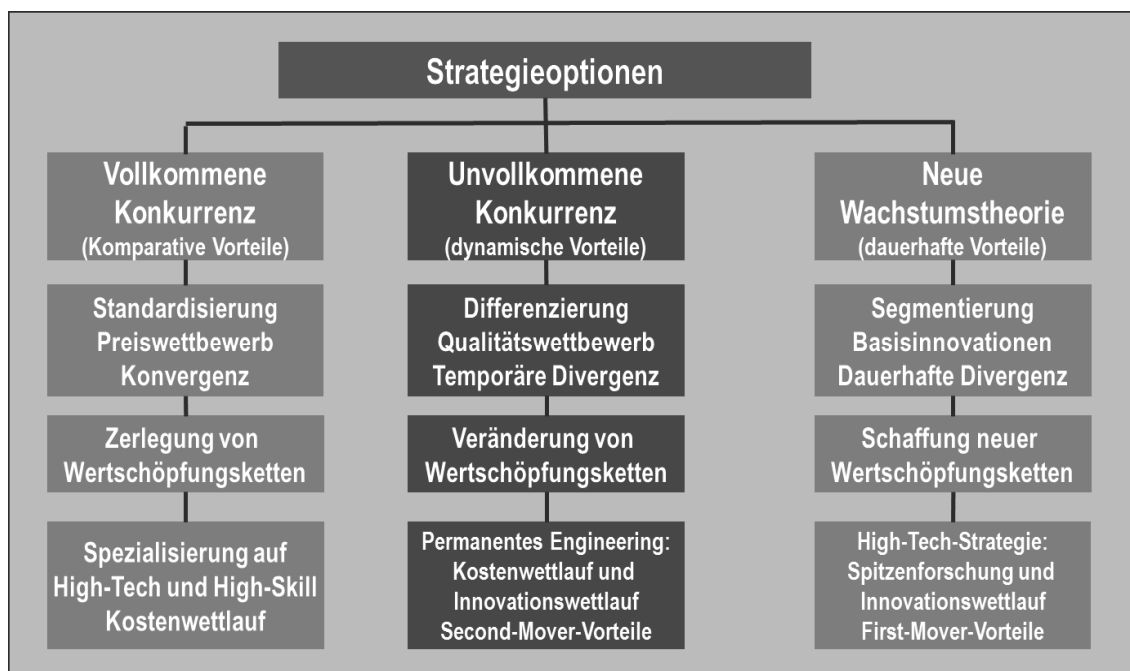 Strategieoptionen
Vollkommene
Konkurrenz
(Komparative Vorteile)
Standardisierung
Preiswettbewerb
Konvergenz
Zerlegung von
Wertschöpfungsketten
Spezialisierung auf
High-Tech und High-Skill
Kostenwettlauf
Unvollkommene
Konkurrenz
(dynamische Vorteile)
Differenzierung
Qualitätswettbewerb
Temporäre Divergenz
Veränderung von
Wertschöpfungsketten
Permanentes Engineering:
Kostenwettlauf und
Innovationswettlauf
Second-Mover-Vorteile
Neue
Wachstumstheorie
(dauerhafte Vorteile)
Segmentierung
Basisinnovationen
Dauerhafte Divergenz
Schaffung neuer
Wertschöpfungsketten
High-Tech-Strategie:
Spitzenforschung und
Innovationswettlauf
First-Mover-Vorteile